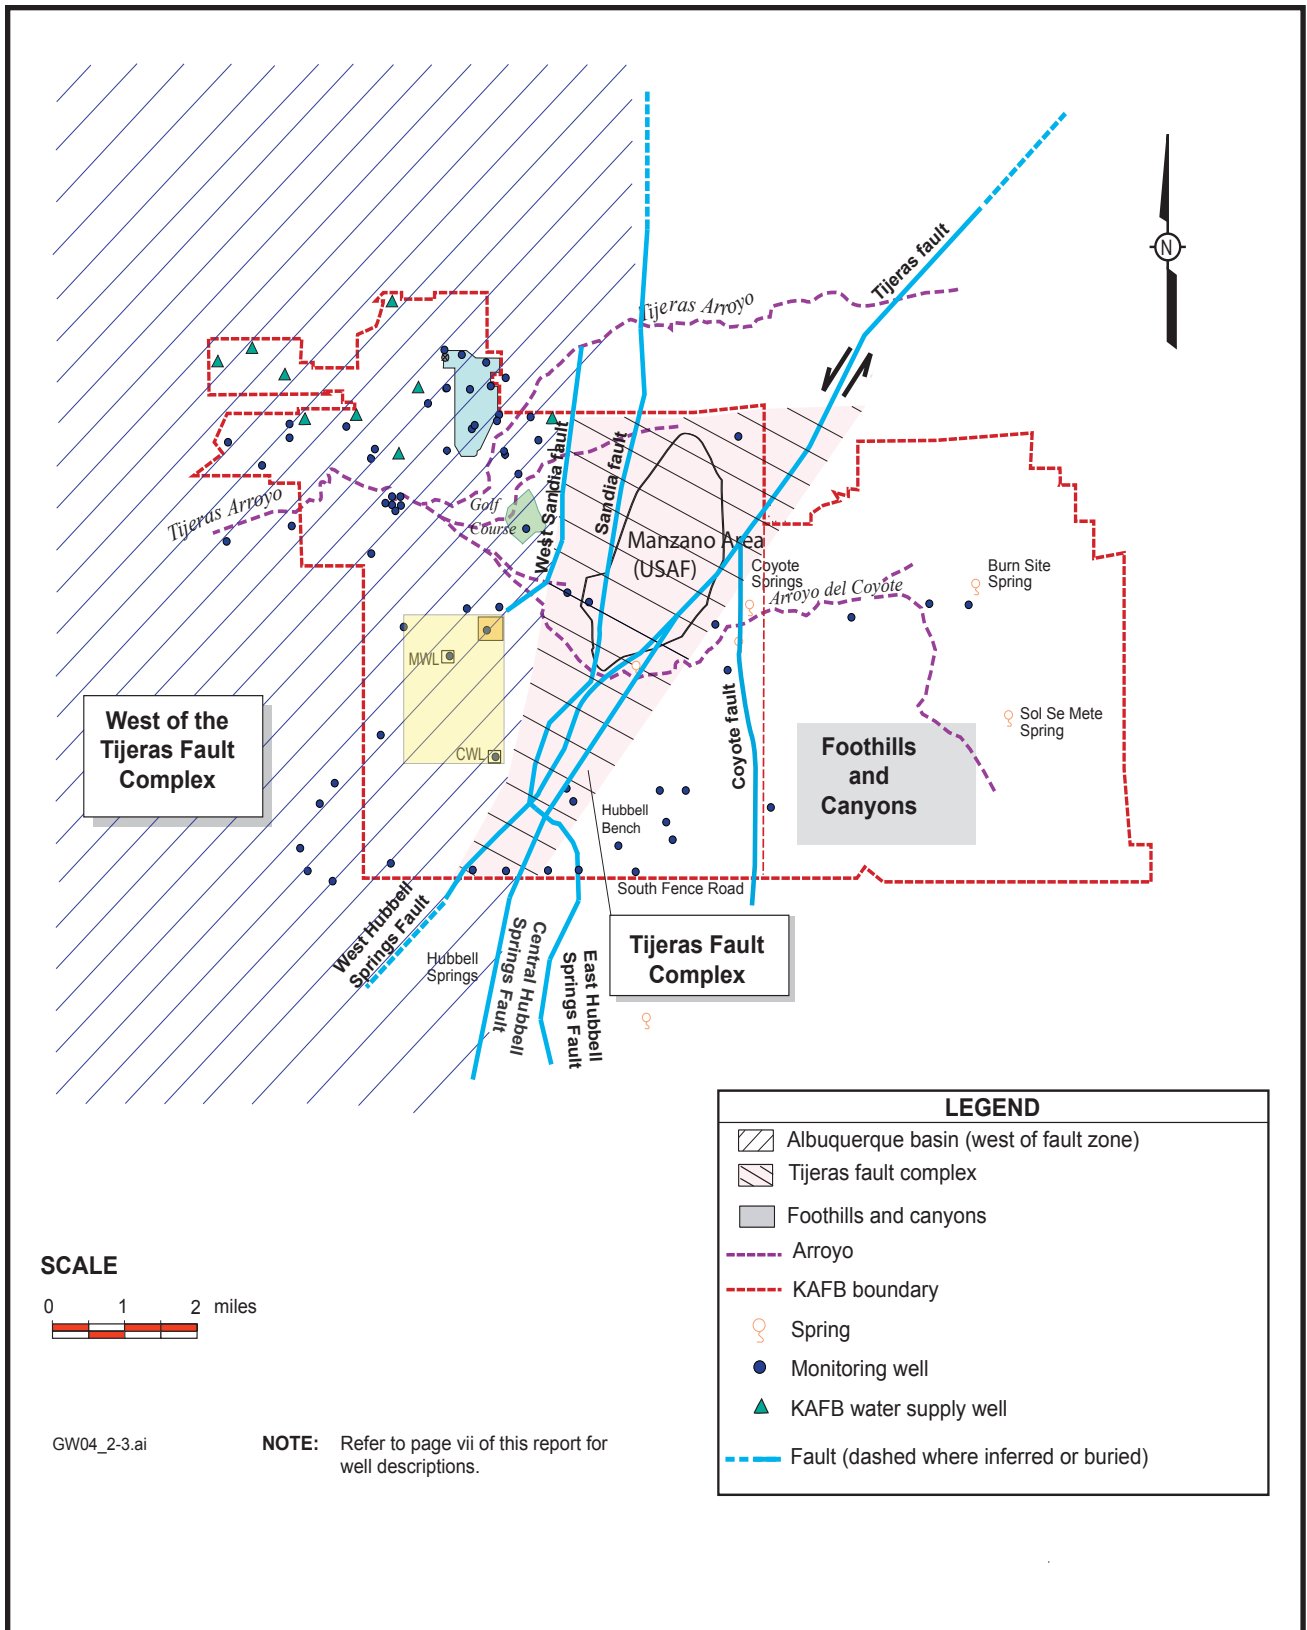 Tijeras fault
N
Tijeras Arroyo
West Sandia fault
Sandia fault
Golf
Course
Tijeras Arroyo
Manzano Area
(USAF)
Coyote
Springs
Arroyo del Coyote
Burn Site
Spring
MWL
CWL
Coyote fault
Sol Se Mete
Spring
West of the
Tijeras Fault
Complex
Foothills
and
Canyons
Hubbell
Bench
South Fence Road
West Hubbell
Springs Fault
Hubbell
Springs
Central Hubbell
Springs Fault
East Hubbell
Springs Fault
Tijeras Fault
Complex
LEGEND
Albuquerque basin (west of fault zone)
Tijeras fault complex
Foothills and canyons
Arroyo
KAFB boundary
Spring
Monitoring well
KAFB water supply well
Fault (dashed where inferred or buried)
SCALE
0 1 2 miles
GW04_2-3.ai
NOTE: Refer to page vii of this report for
well descriptions.